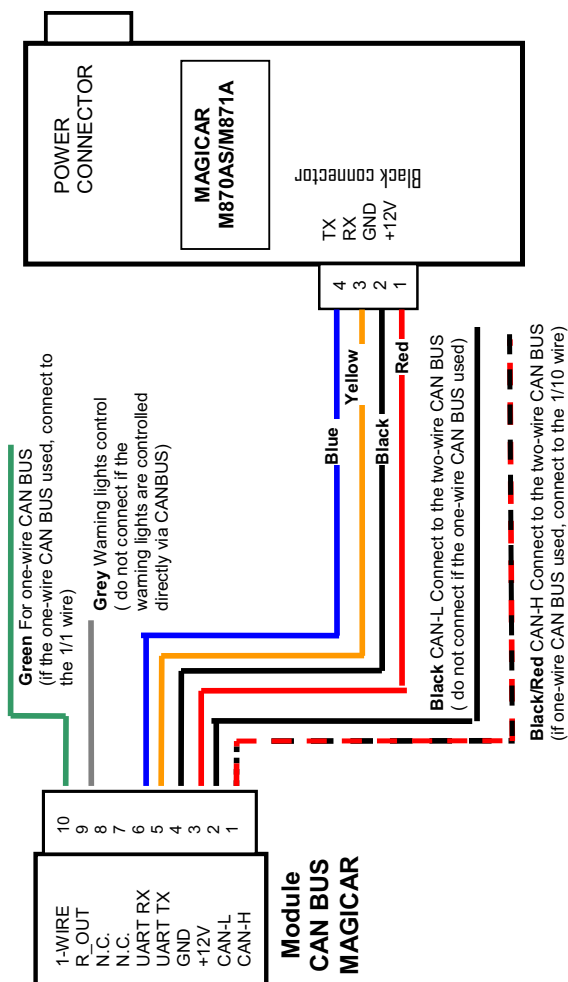 POWER
CONNECTOR
MAGICAR
M870AS/M871A
Black connector
TX
RX
GND
+12V
4
3
2
1
Blue
Yellow
Black
Red
Green For one-wire CAN BUS
(if the one-wire CAN BUS used, connect to
the 1/1 wire)
Grey Warning lights control
( do not connect if the
warning lights are controlled
directly via CANBUS)
Black CAN-L Connect to the two-wire CAN BUS
( do not connect if the one-wire CAN BUS used)
Black/Red CAN-H Connect to the two-wire CAN BUS
(if one-wire CAN BUS used, connect to the 1/10 wire)
1-WIRE 10
R_OUT 9
N.C. 8
N.C. 7
UART RX 6
UART TX 5
GND 4
+12V 3
CAN-L 2
CAN-H 1
Module
CAN BUS
MAGICAR